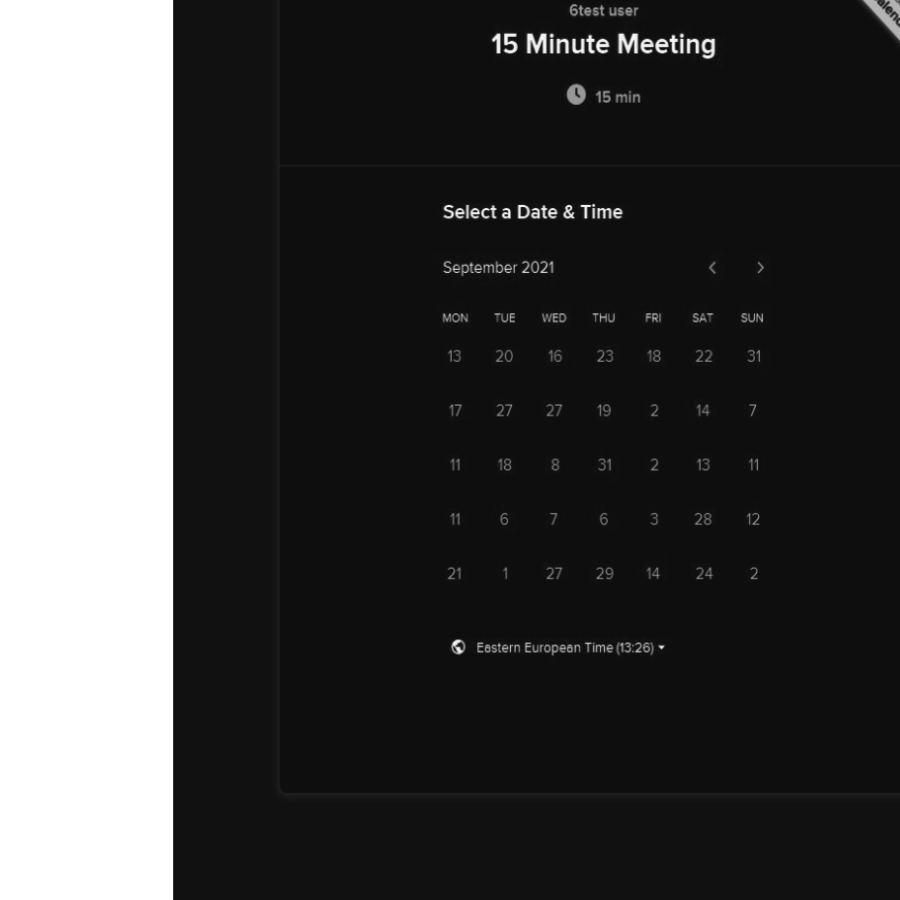 6test user
15 Minute Meeting
15 min
Select a Date & Time
September 2021
MON TUE WED THU FRI SAT SUN
13 20 16 23 18 22 31
17 27 27 19 2 14 7
11 18 8 31 2 13 11
11 6 7 6 3 28 12
21 1 27 29 14 24 2
Eastern European Time (13:26)